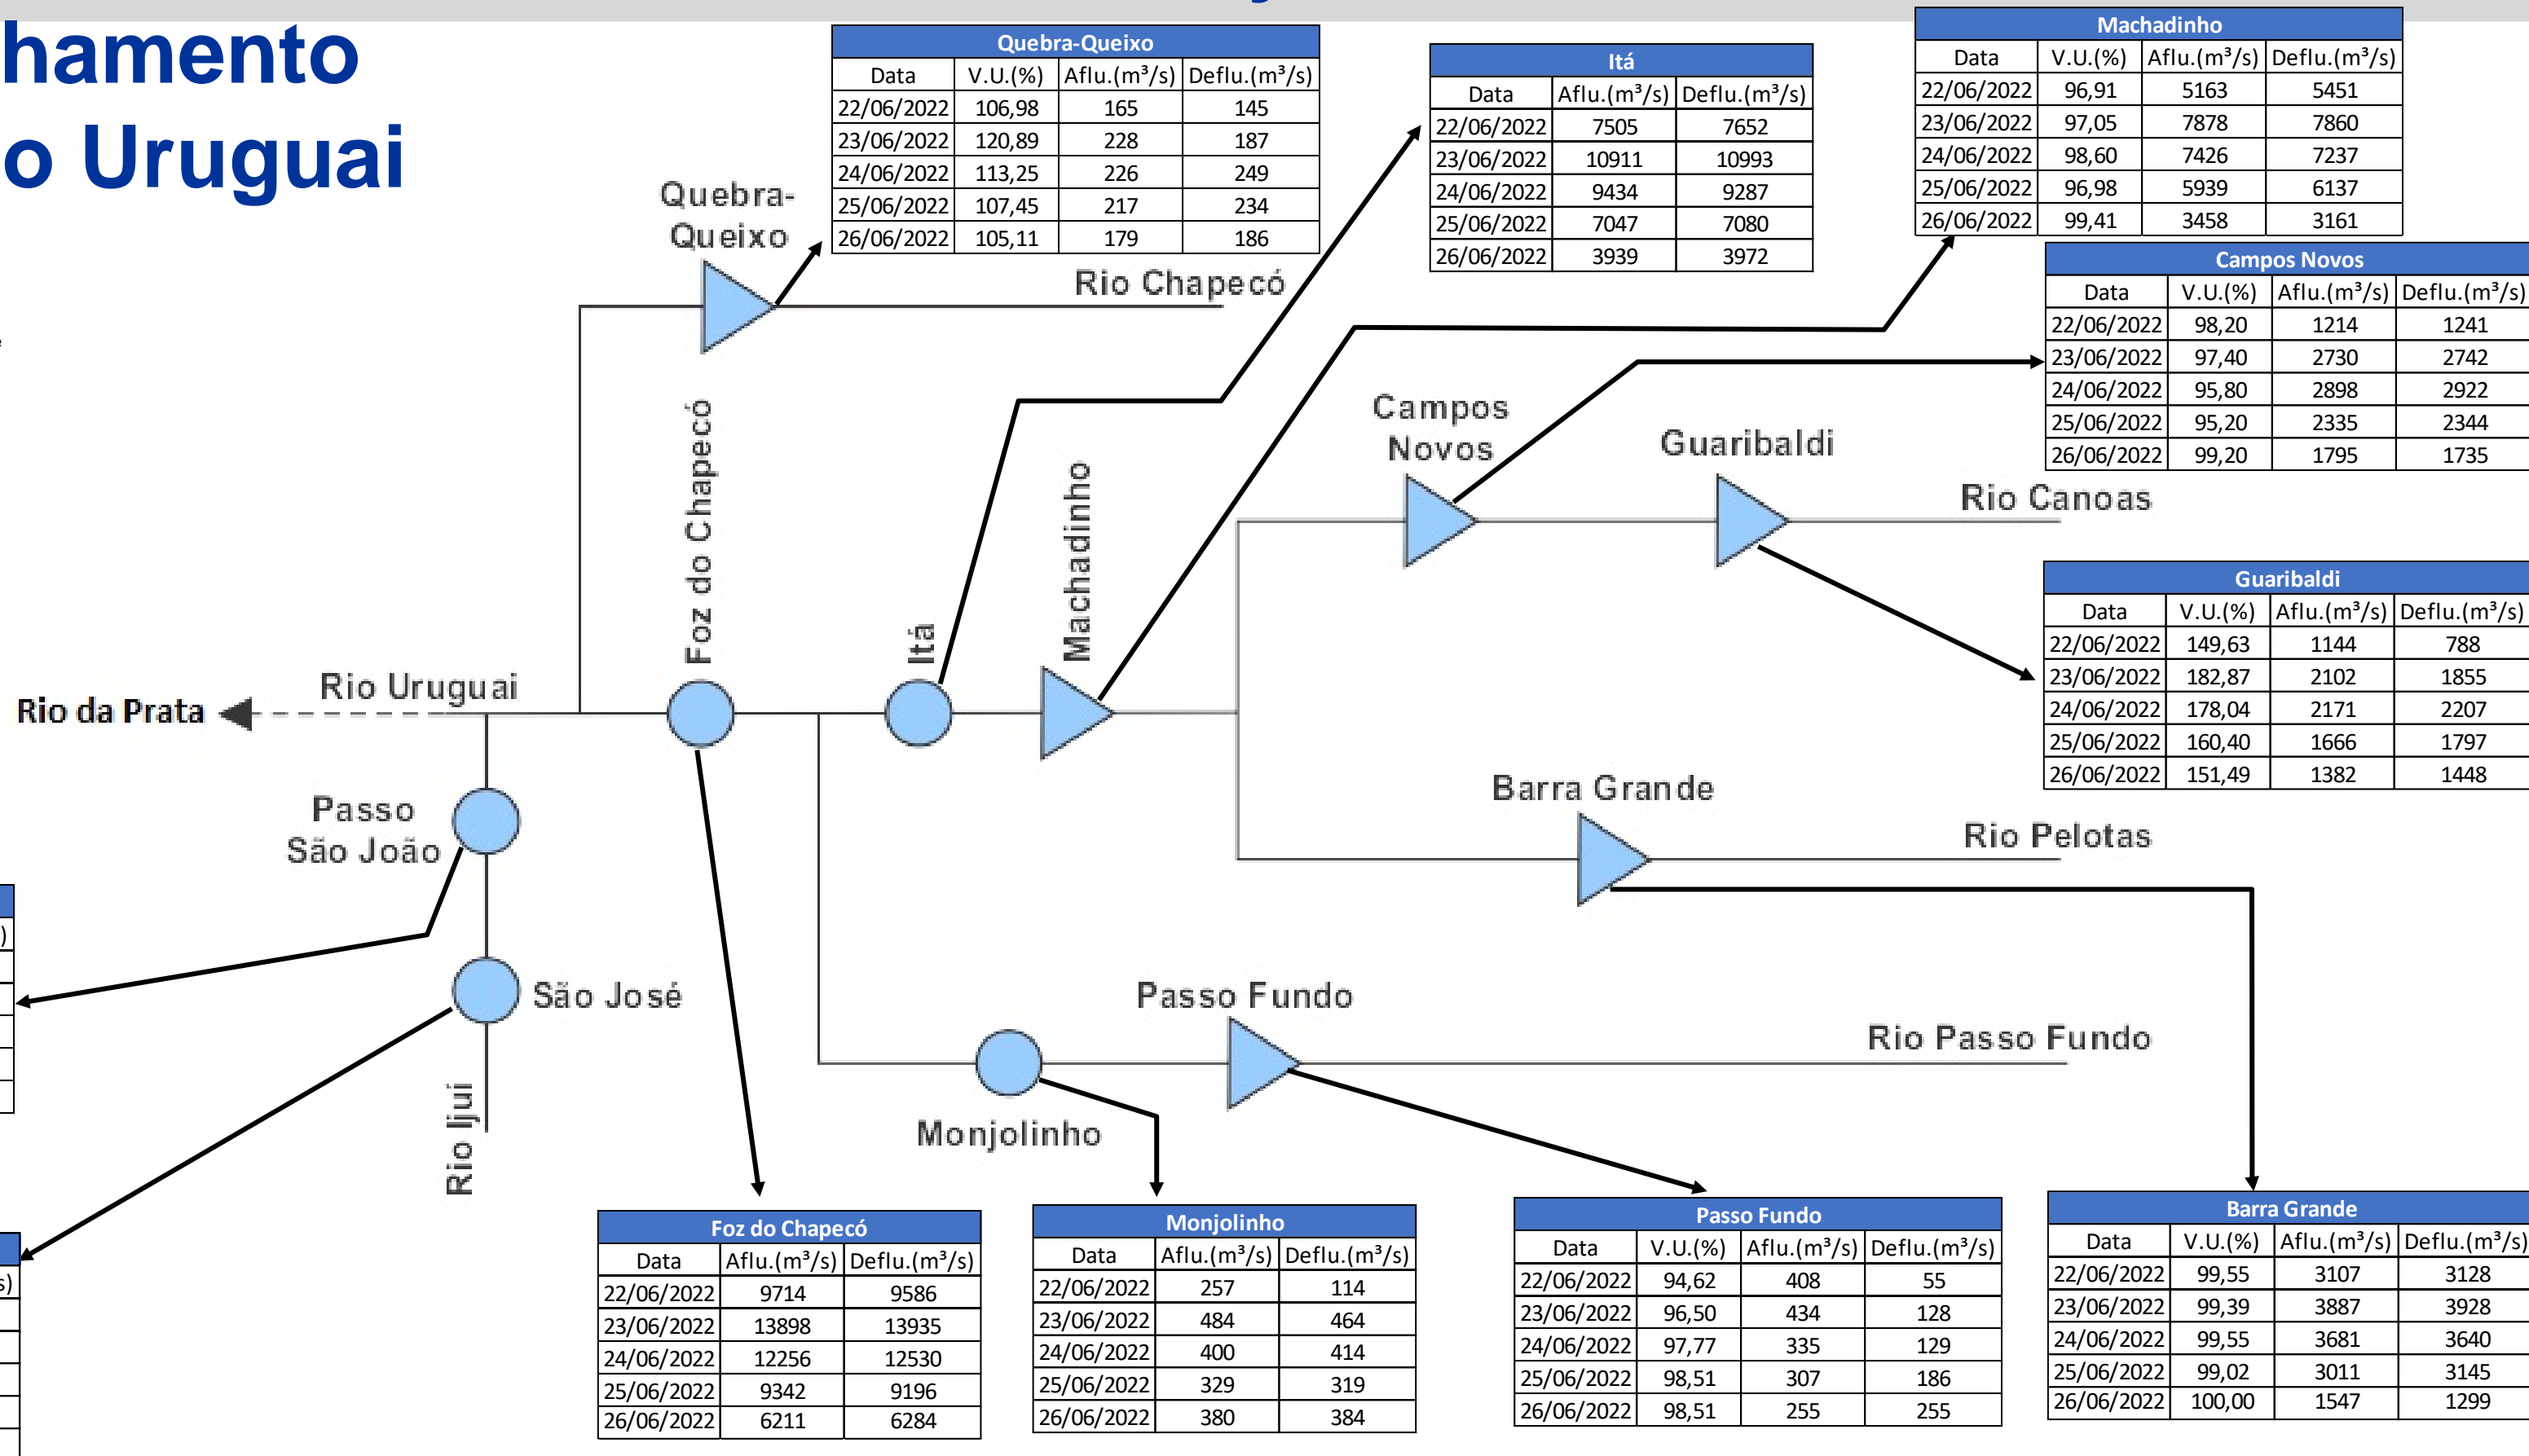 hamento
o Uruguai
Quebra-Queixo
Data V.U.(%) Aflu.(m³/s) Deflu.(m³/s)
22/06/2022 106,98 165 145
23/06/2022 120,89 228 187
24/06/2022 113,25 226 249
25/06/2022 107,45 217 234
26/06/2022 105,11 179 186
Itá
Data Aflu.(m³/s) Deflu.(m³/s)
22/06/2022 7505 7652
23/06/2022 10911 10993
24/06/2022 9434 9287
25/06/2022 7047 7080
26/06/2022 3939 3972
Machadinho
Data V.U.(%) Aflu.(m³/s) Deflu.(m³/s)
22/06/2022 96,91 5163 5451
23/06/2022 97,05 7878 7860
24/06/2022 98,60 7426 7237
25/06/2022 96,98 5939 6137
26/06/2022 99,41 3458 3161
Campos Novos
Data V.U.(%) Aflu.(m³/s) Deflu.(m³/s)
22/06/2022 98,20 1214 1241
23/06/2022 97,40 2730 2742
24/06/2022 95,80 2898 2922
25/06/2022 95,20 2335 2344
26/06/2022 99,20 1795 1735
Quebra-
Queixo
Rio Chapecó
Foz do Chapecó
Itá
Machadinho
Campos
Novos
Guaribaldi
Rio Canoas
Guaribaldi
Data V.U.(%) Aflu.(m³/s) Deflu.(m³/s)
22/06/2022 149,63 1144 788
23/06/2022 182,87 2102 1855
24/06/2022 178,04 2171 2207
25/06/2022 160,40 1666 1797
26/06/2022 151,49 1382 1448
Rio da Prata
Rio Uruguai
Passo
São João
Barra Grande
Rio Pelotas
)
São José
Passo Fundo
Rio Passo Fundo
Monjolinho
Rio Ijuí
s)
Foz do Chapecó
Data Aflu.(m³/s) Deflu.(m³/s)
22/06/2022 9714 9586
23/06/2022 13898 13935
24/06/2022 12256 12530
25/06/2022 9342 9196
26/06/2022 6211 6284
Monjolinho
Data Aflu.(m³/s) Deflu.(m³/s)
22/06/2022 257 114
23/06/2022 484 464
24/06/2022 400 414
25/06/2022 329 319
26/06/2022 380 384
Passo Fundo
Data V.U.(%) Aflu.(m³/s) Deflu.(m³/s)
22/06/2022 94,62 408 55
23/06/2022 96,50 434 128
24/06/2022 97,77 335 129
25/06/2022 98,51 307 186
26/06/2022 98,51 255 255
Barra Grande
Data V.U.(%) Aflu.(m³/s) Deflu.(m³/s)
22/06/2022 99,55 3107 3128
23/06/2022 99,39 3887 3928
24/06/2022 99,55 3681 3640
25/06/2022 99,02 3011 3145
26/06/2022 100,00 1547 1299